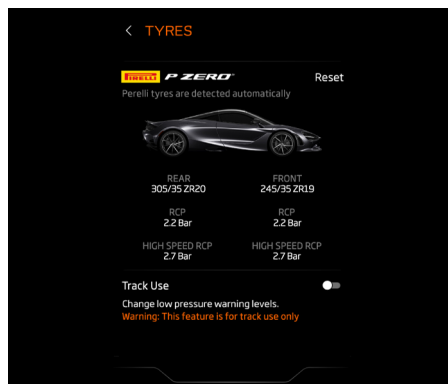 < TYRES
PIRELLI P ZERO™ Reset
Perelli tyres are detected automatically
REAR FRONT
305/35 ZR20 245/35 ZR19
RCP RCP
2.2 Bar 2.2 Bar
HIGH SPEED RCP HIGH SPEED RCP
2.7 Bar 2.7 Bar
Track Use
Change low pressure warning levels.
Warning: This feature is for track use only